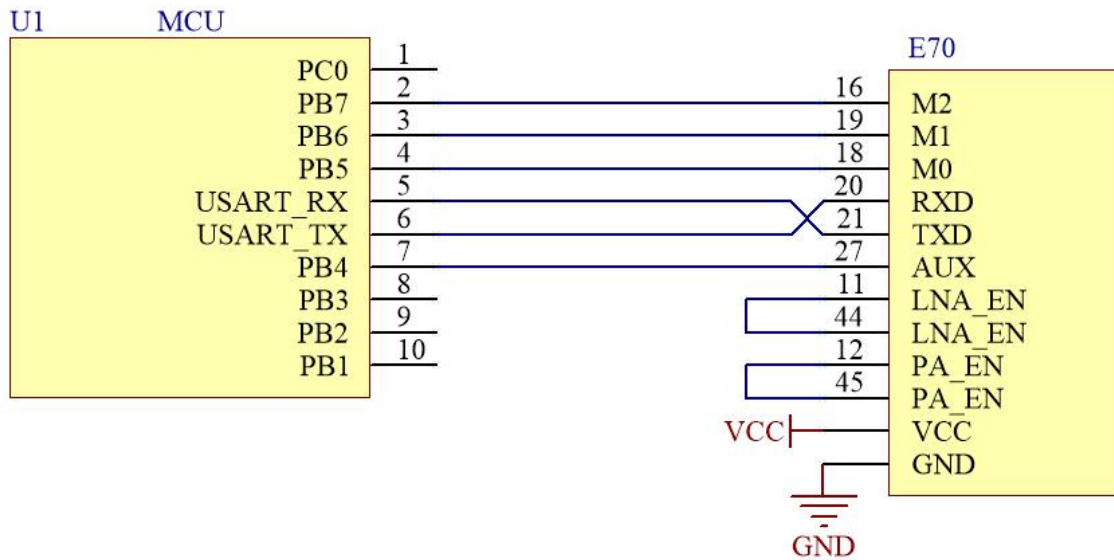 U1 MCU
PC0 1
PB7 2
PB6 3
PB5 4
USART_RX 5
USART_TX 6
PB4 7
PB3 8
PB2 9
PB1 10
E70
16 M2
19 M1
18 M0
20 RXD
21 TXD
27 AUX
11 LNA_EN
44 LNA_EN
12 PA_EN
45 PA_EN
VCC VCC
GND
GND